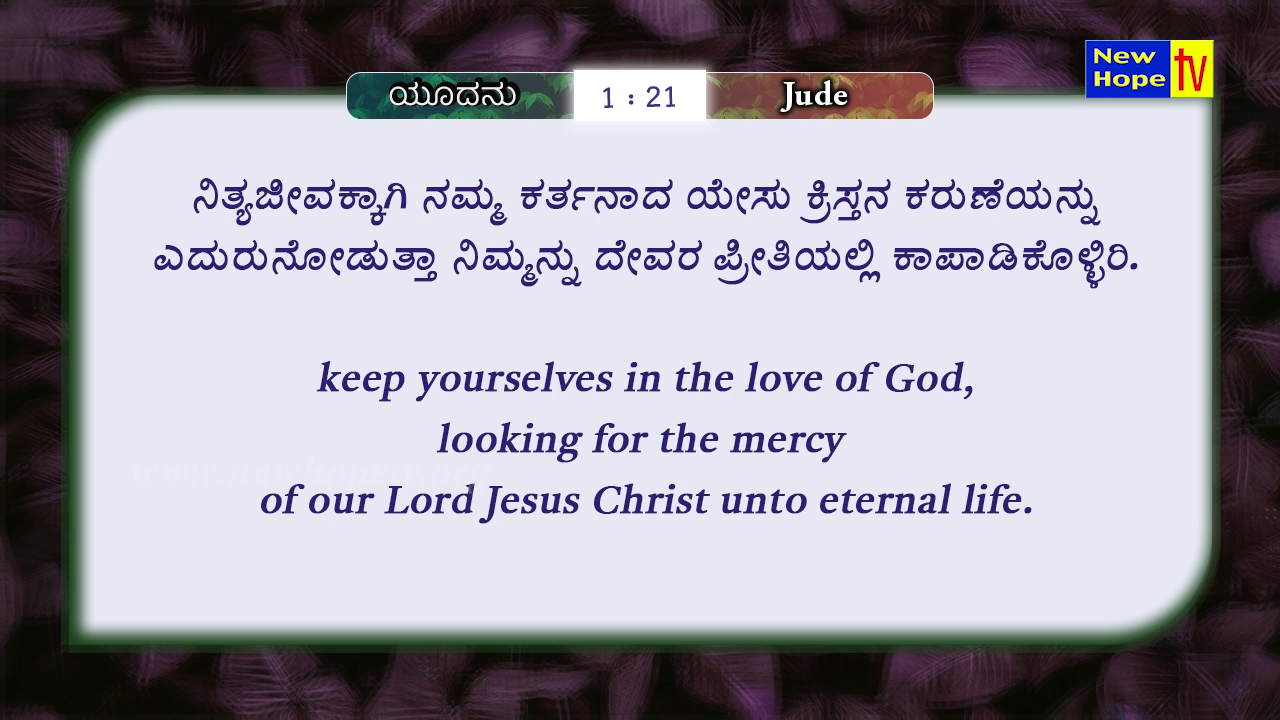 New
Hope
tv
ಯೂದನು 1 : 21 Jude
ನಿತ್ಯಜೀವಕ್ಕಾಗಿ ನಮ್ಮ ಕರ್ತನಾದ ಯೇಸು ಕ್ರಿಸ್ತನ ಕರುಣೆಯನ್ನು
ಎದುರುನೋಡುತ್ತಾ ನಿಮ್ಮನ್ನು ದೇವರ ಪ್ರೀತಿಯಲ್ಲಿ ಕಾಪಾಡಿಕೊಳ್ಳಿರಿ.
keep yourselves in the love of God,
looking for the mercy
of our Lord Jesus Christ unto eternal life.